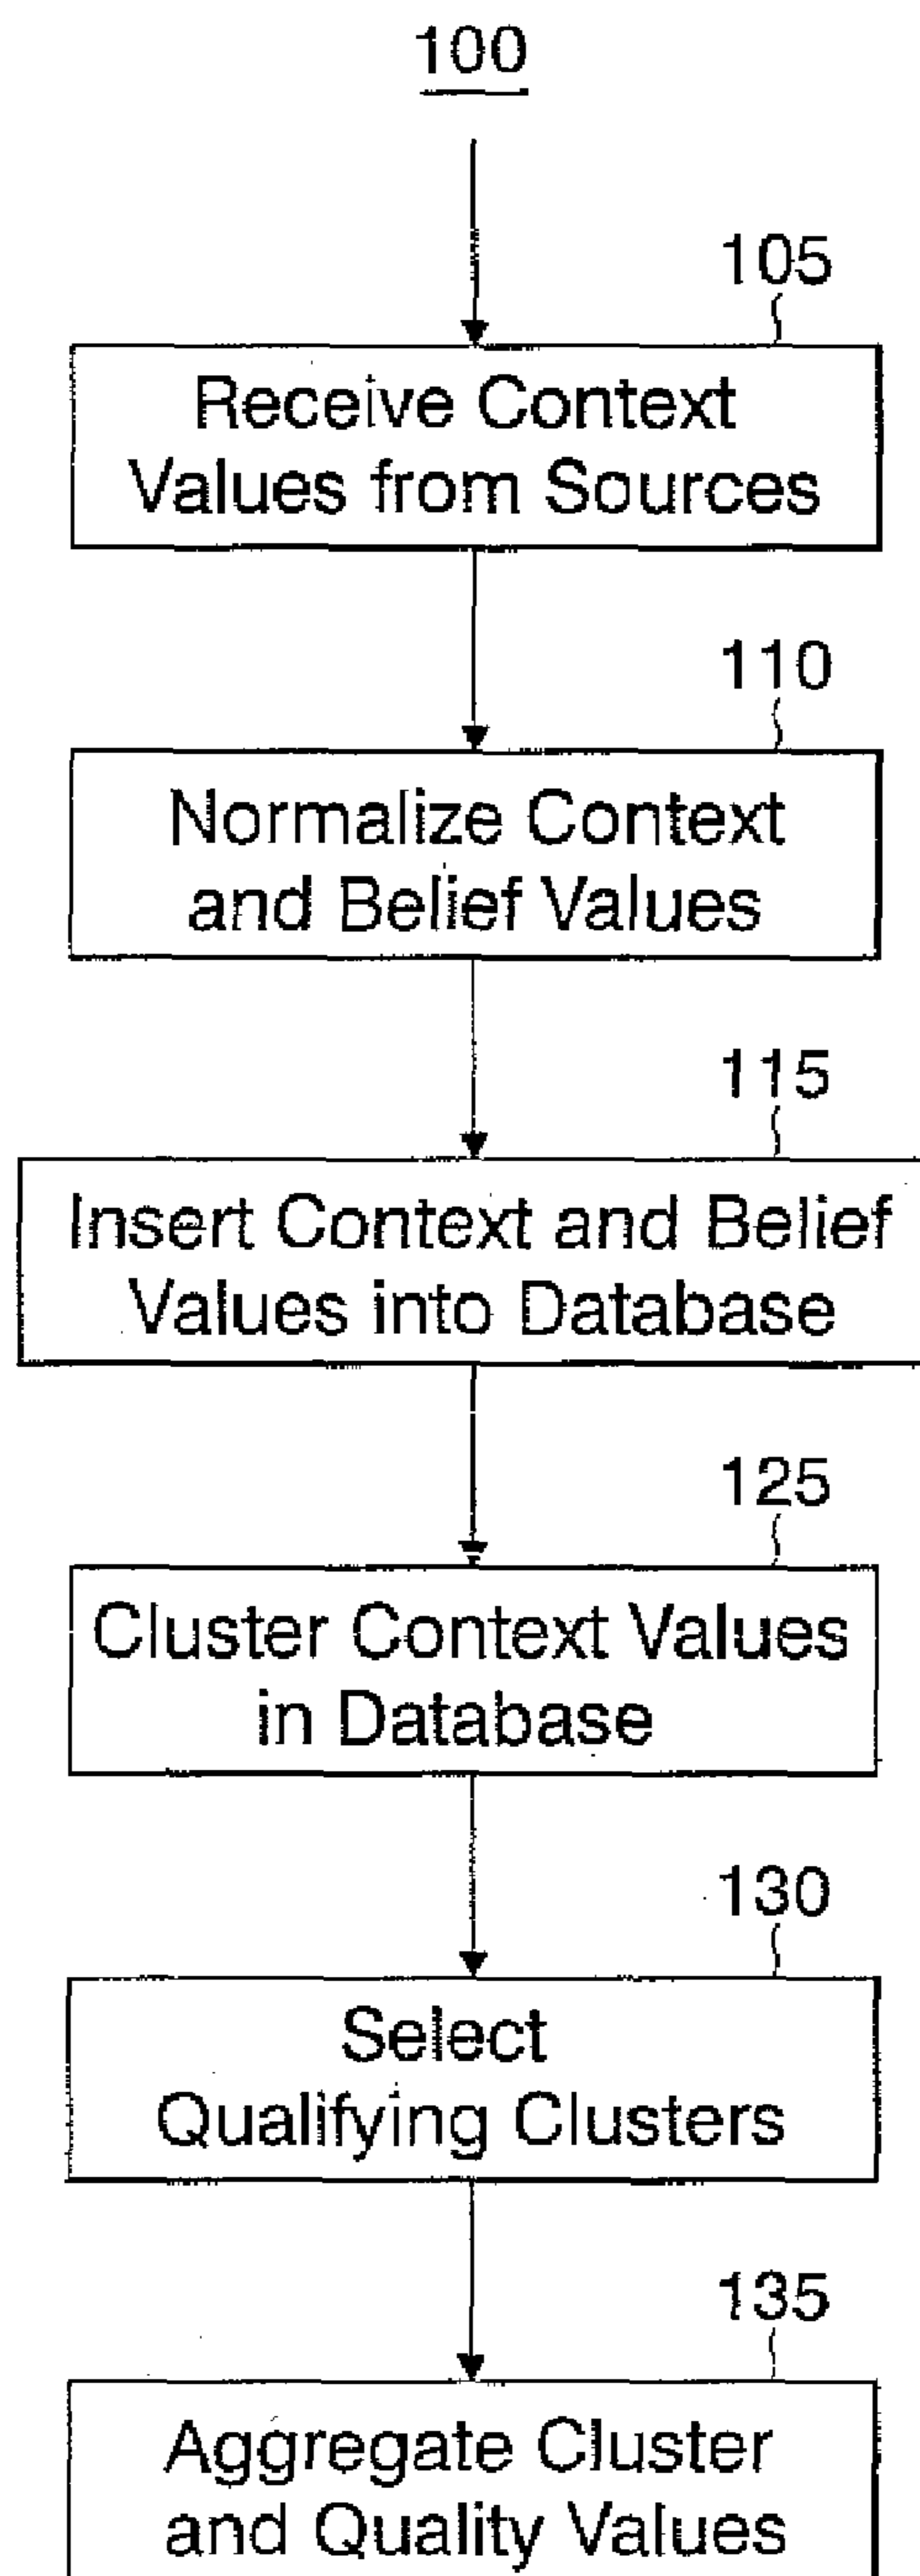 100
105
Receive Context
Values from Sources
110
Normalize Context
and Belief Values
115
Insert Context and Belief
Values into Database
125
Cluster Context Values
in Database
130
Select
Qualifying Clusters
135
Aggregate Cluster
and Quality Values